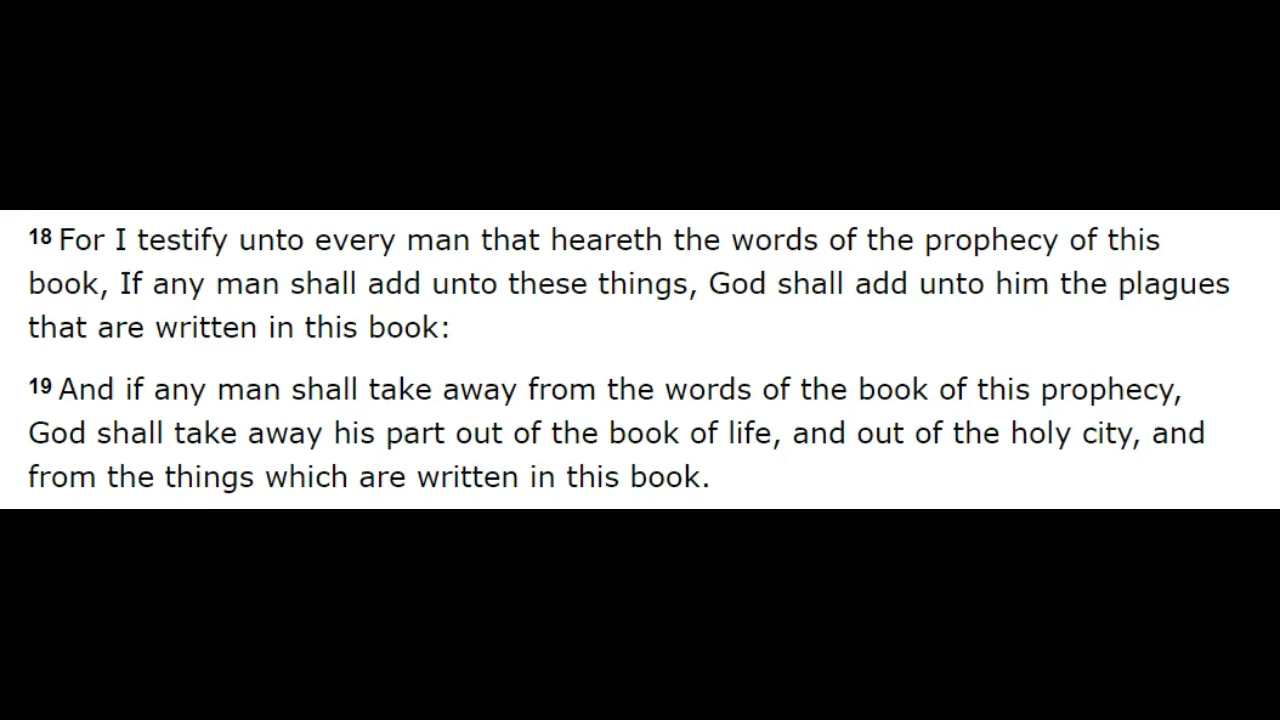 18 For I testify unto every man that heareth the words of the prophecy of this
book, If any man shall add unto these things, God shall add unto him the plagues
that are written in this book:
19 And if any man shall take away from the words of the book of this prophecy,
God shall take away his part out of the book of life, and out of the holy city, and
from the things which are written in this book.